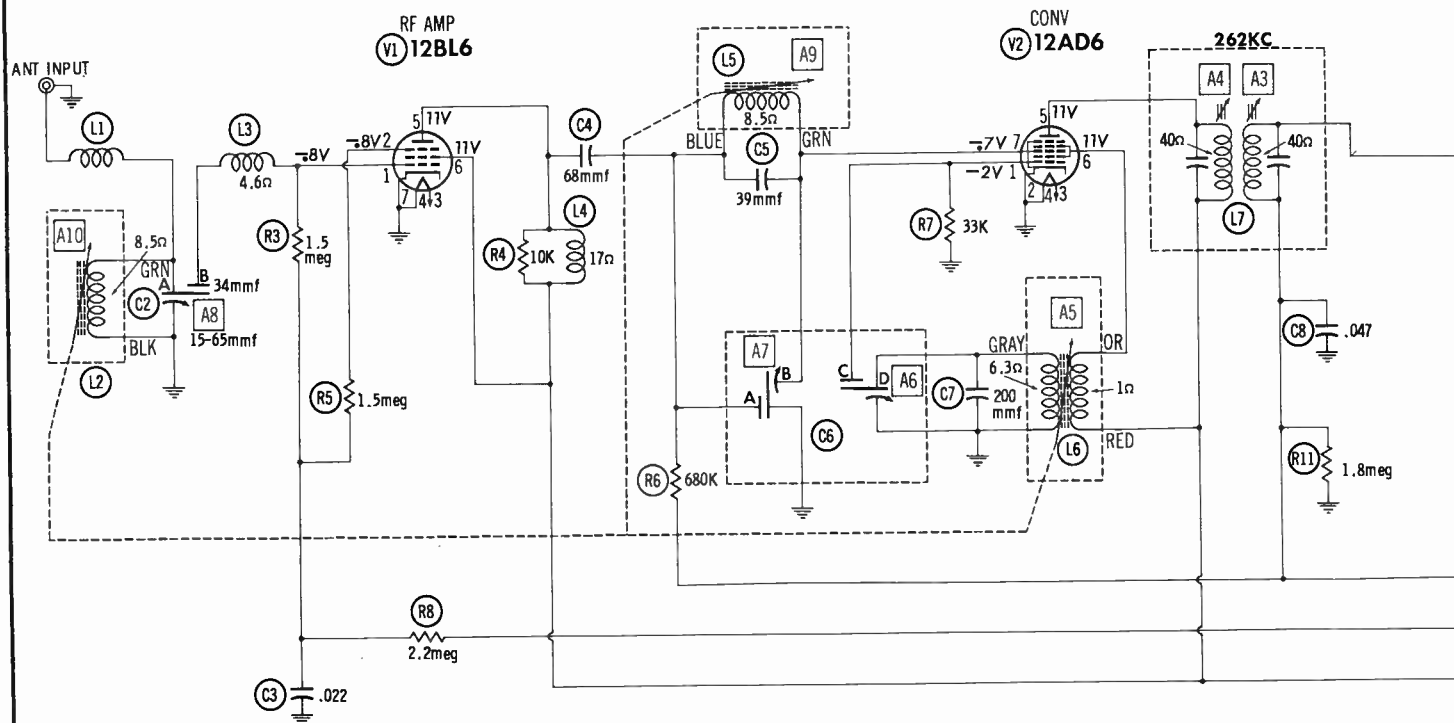 RF AMP
V1 12BL6
CONV
V2 12AD6
262KC
ANT INPUT
L1
L3
4.6Ω
-.8V
-.8V 2
5 11V
11V
6
1
7
4 3
C4
68mmf
L5
A9
8.5Ω
BLUE
GRN
C5
39mmf
-.7V 7
-2V 1
5 11V
11V
6
2
4 3
A4
A3
40Ω
40Ω
L7
A10
8.5Ω
GRN
A
B
34mmf
C2
A8
15-65mmf
BLK
L2
R3
1.5
meg
R5
1.5meg
R4
10K
L4
17Ω
R7
33K
A7
B
A
C6
C
D
A6
C7
200
mmf
GRAY
6.3Ω
A5
OR
1Ω
L6
RED
C8
.047
R11
1.8meg
R6
680K
R8
2.2meg
C3
.022